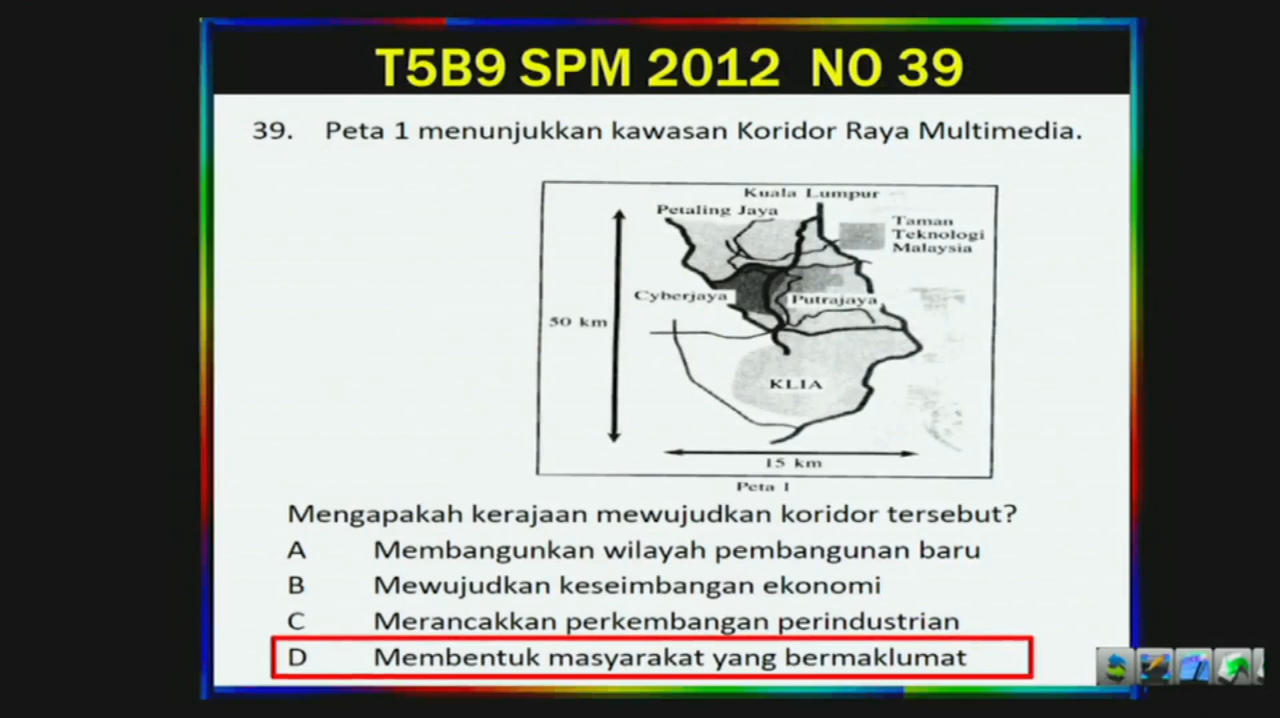 T5B9 SPM 2012 NO 39
39. Peta 1 menunjukkan kawasan Koridor Raya Multimedia.
Kuala Lumpur
Petaling Jaya
Taman
Teknologi
Malaysia
Cyberjaya
Putrajaya
50 km
KLIA
15 km
Peta 1
Mengapakah kerajaan mewujudkan koridor tersebut?
A Membangunkan wilayah pembangunan baru
B Mewujudkan keseimbangan ekonomi
C Merancakkan perkembangan perindustrian
D Membentuk masyarakat yang bermaklumat